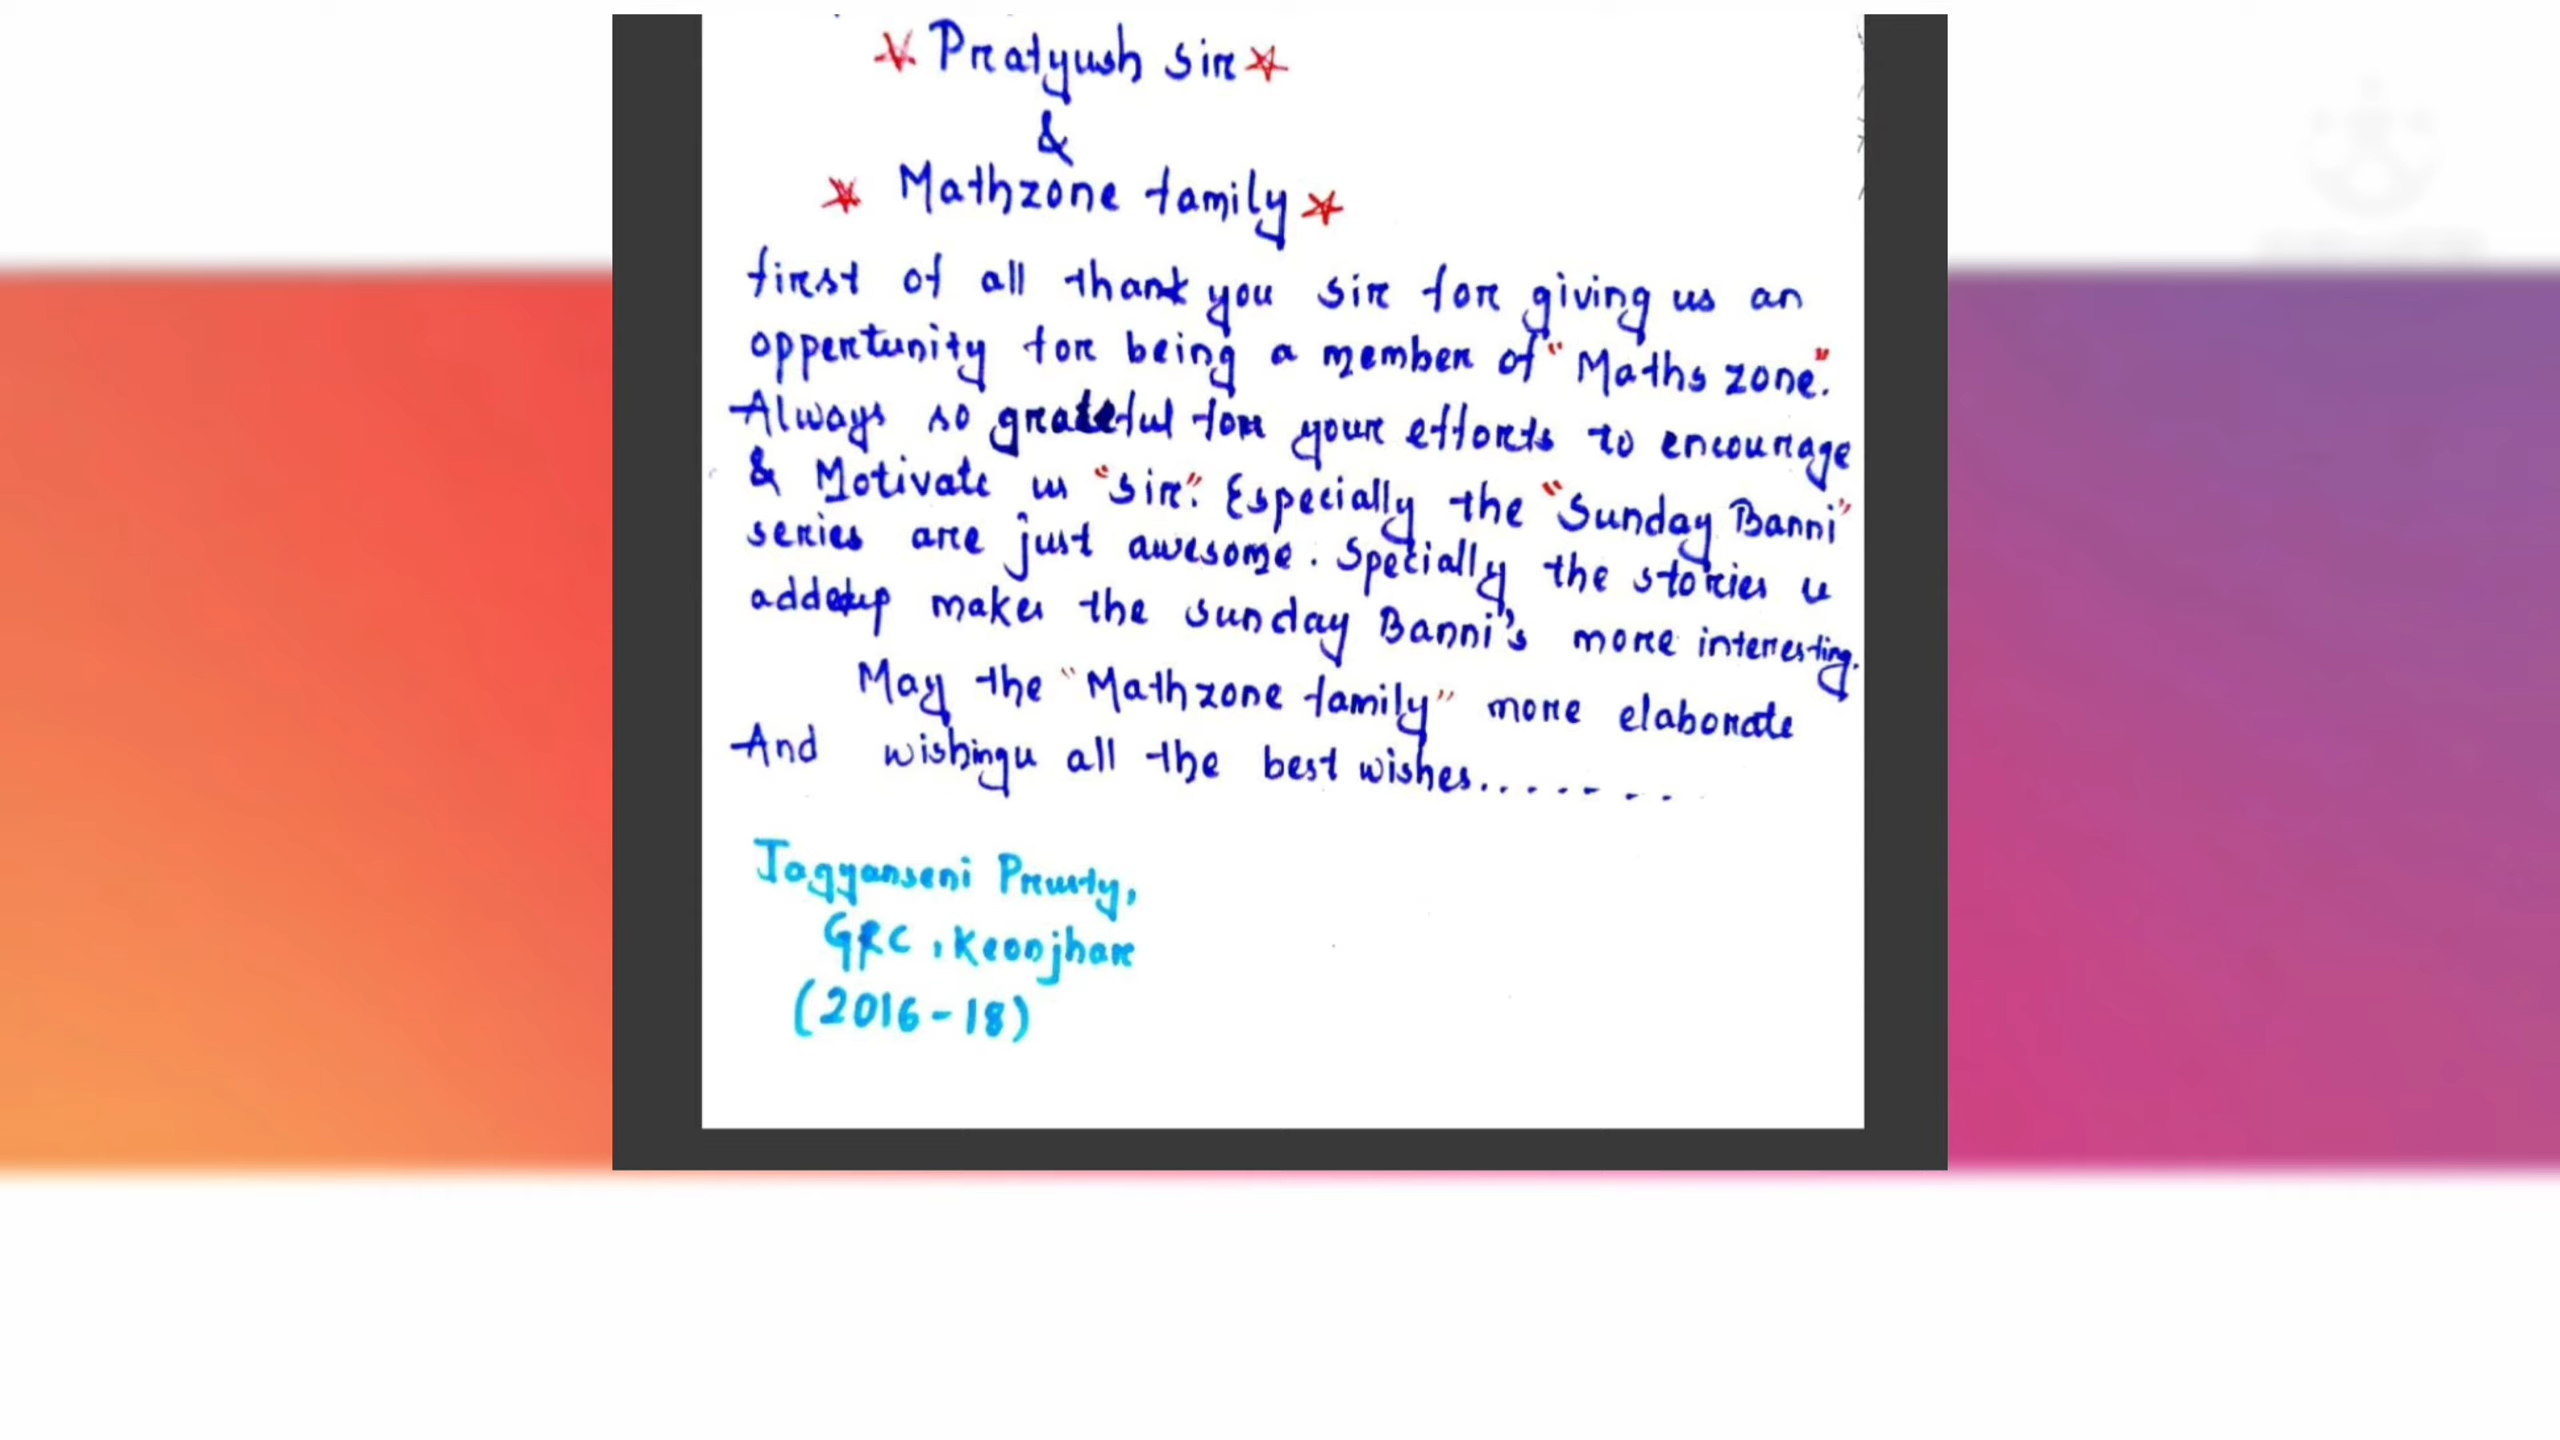 Pratyush Sir
&
Mathzone family
first of all thank you sir for giving us an
oppertunity for being a member of "Maths zone".
Always so grateful for your efforts to encourage
& Motivate us "sir". Especially the "Sunday Banni"
series are just awesome. Specially the stories u
addedup makes the sunday Banni's more interresting.
May the "Mathzone family" more elaborate
And wishingu all the best wishes........
Jagyanseni Prusty,
GRC, Keonjhar
(2016-18)